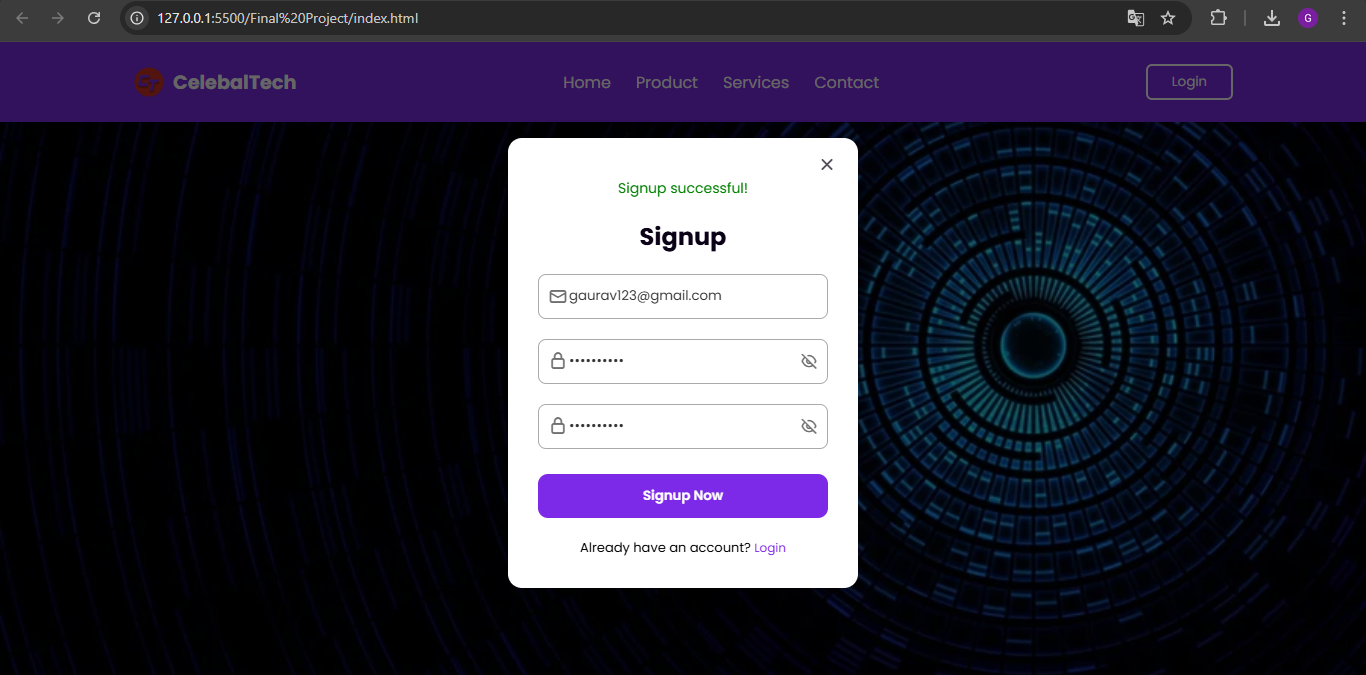 127.0.0.1:5500/Final%20Project/index.html
G
CelebalTech
Home Product Services Contact
Login
Signup successful!
Signup
gaurav123@gmail.com
••••••••••
••••••••••
Signup Now
Already have an account? Login